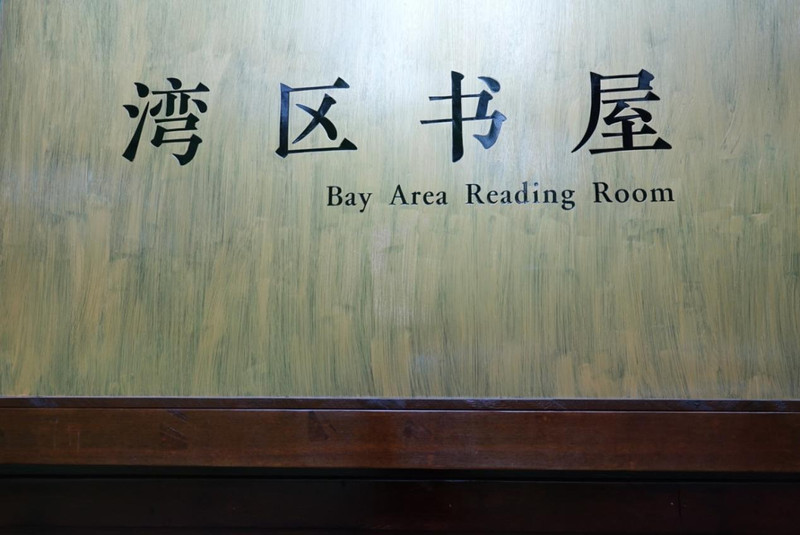 湾区书屋
Bay Area Reading Room